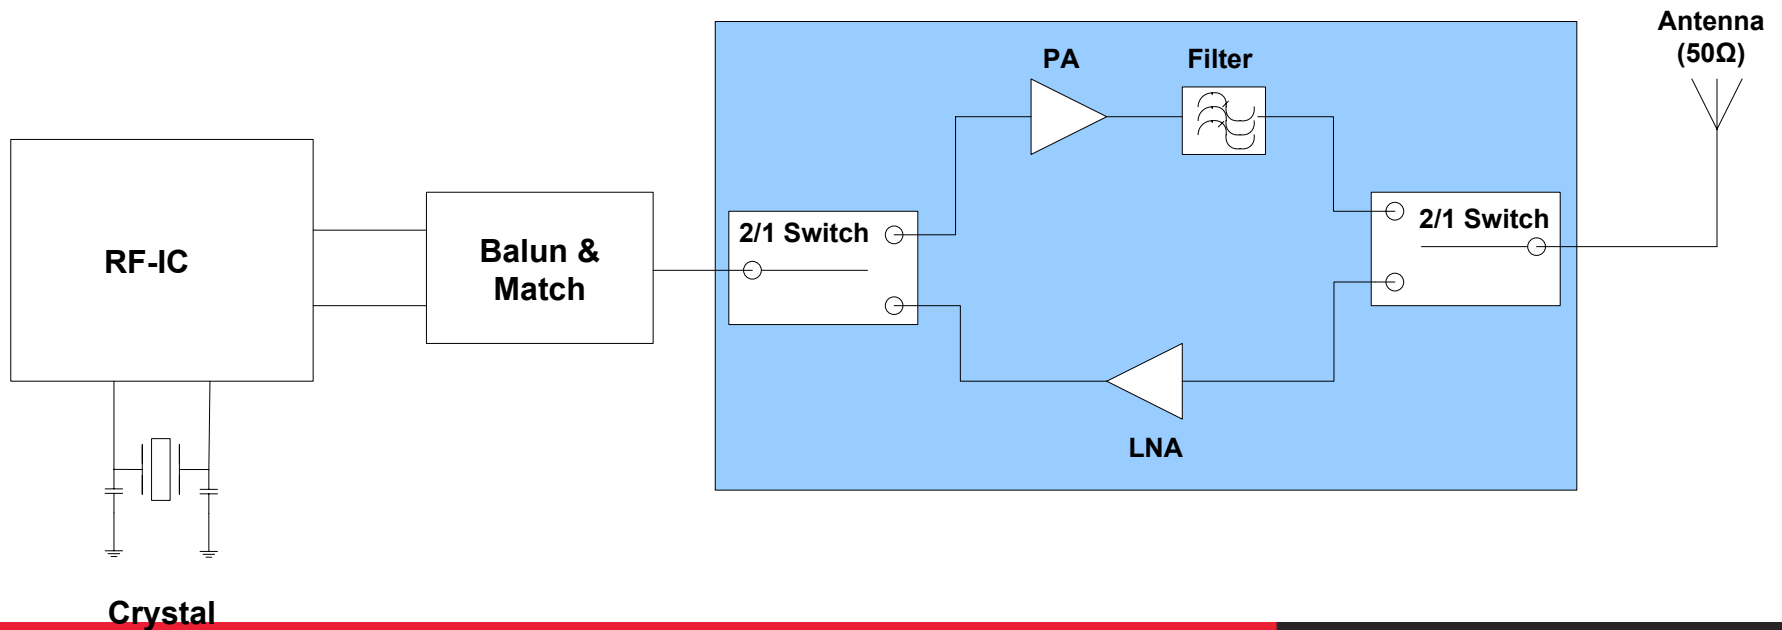 Antenna
(50Ω)
PA
Filter
RF-IC
Balun &
Match
2/1 Switch
2/1 Switch
LNA
Crystal